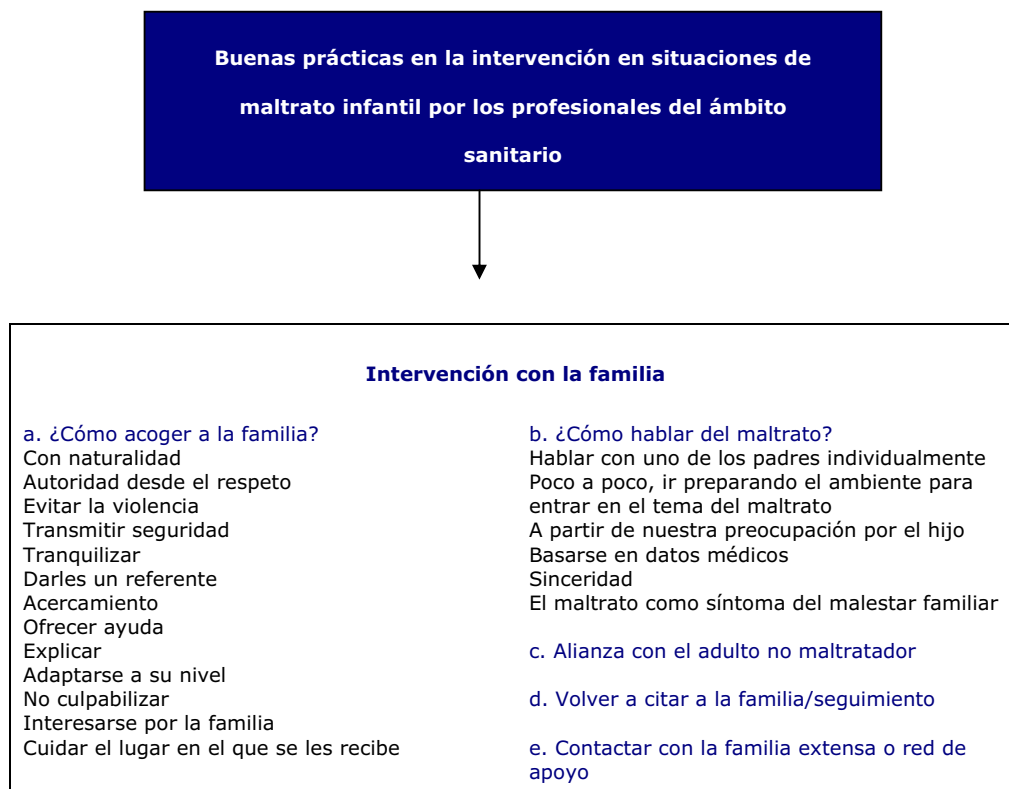 Buenas prácticas en la intervención en situaciones de
maltrato infantil por los profesionales del ámbito
sanitario
Intervención con la familia
a. ¿Cómo acoger a la familia?
Con naturalidad
Autoridad desde el respeto
Evitar la violencia
Transmitir seguridad
Tranquilizar
Darles un referente
Acercamiento
Ofrecer ayuda
Explicar
Adaptarse a su nivel
No culpabilizar
Interesarse por la familia
Cuidar el lugar en el que se les recibe
b. ¿Cómo hablar del maltrato?
Hablar con uno de los padres individualmente
Poco a poco, ir preparando el ambiente para
entrar en el tema del maltrato
A partir de nuestra preocupación por el hijo
Basarse en datos médicos
Sinceridad
El maltrato como síntoma del malestar familiar
c. Alianza con el adulto no maltratador
d. Volver a citar a la familia/seguimiento
e. Contactar con la familia extensa o red de
apoyo